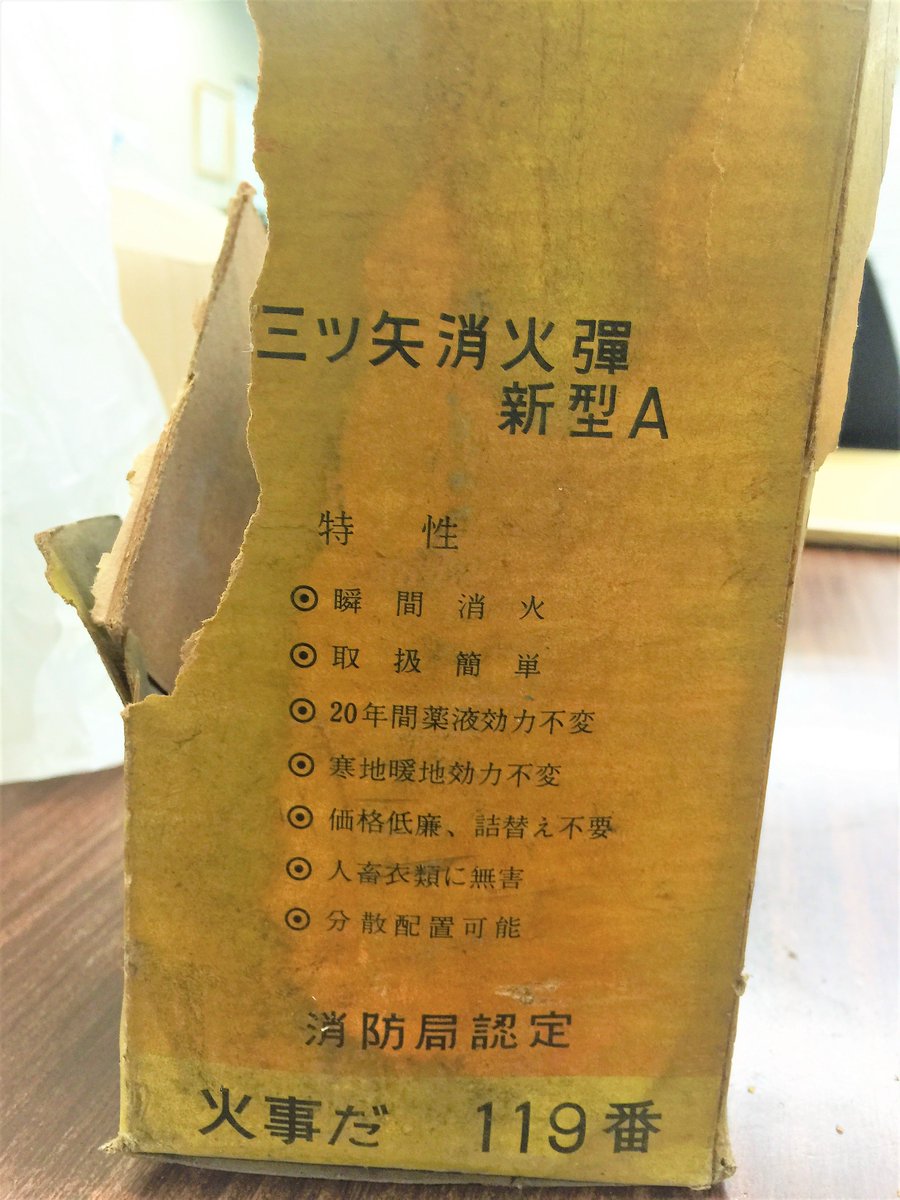 三ツ矢消火彈
新型A
特性
◉ 瞬間消火
◉ 取扱簡単
◉ 20年間薬液効力不変
◉ 寒地暖地効力不変
◉ 価格低廉、詰替え不要
◉ 人畜衣類に無害
◉ 分散配置可能
消防局認定
火事だ 119番